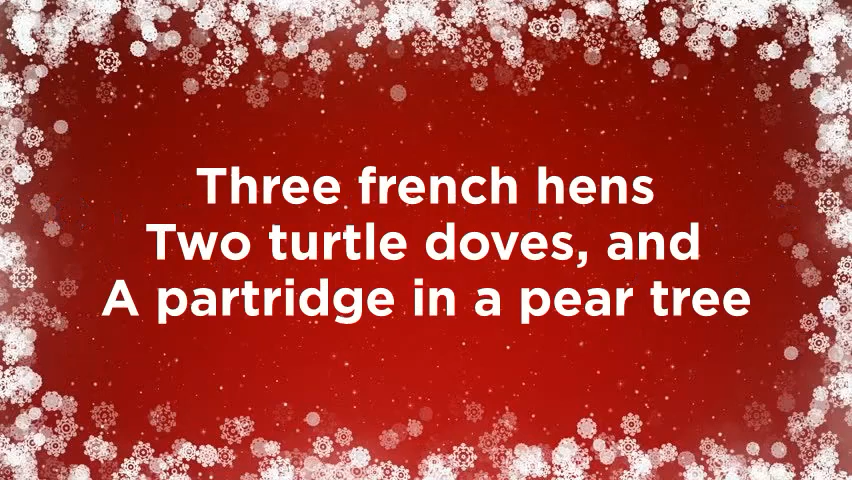 Three french hens
Two turtle doves, and
A partridge in a pear tree